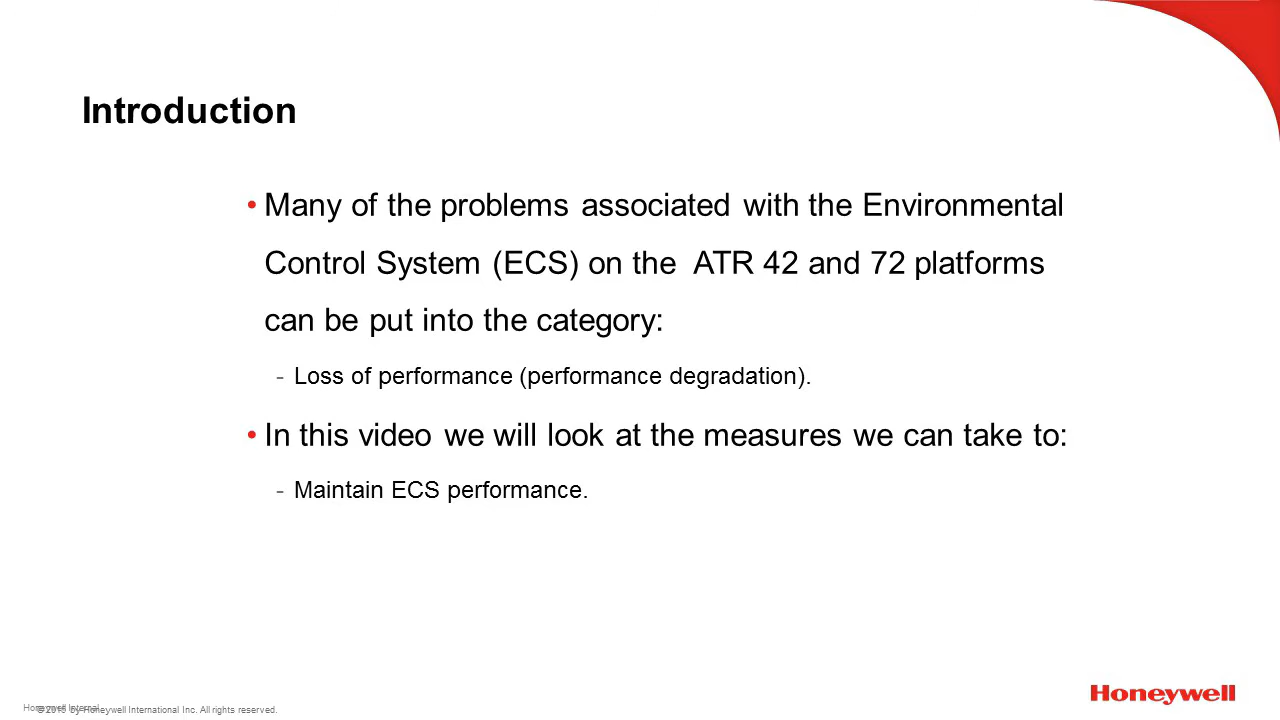 Introduction
• Many of the problems associated with the Environmental
Control System (ECS) on the  ATR 42 and 72 platforms
can be put into the category:
- Loss of performance (performance degradation).
• In this video we will look at the measures we can take to:
- Maintain ECS performance.
Honeywell
Honeywell Internal
by Honeywell International Inc. All rights reserved.